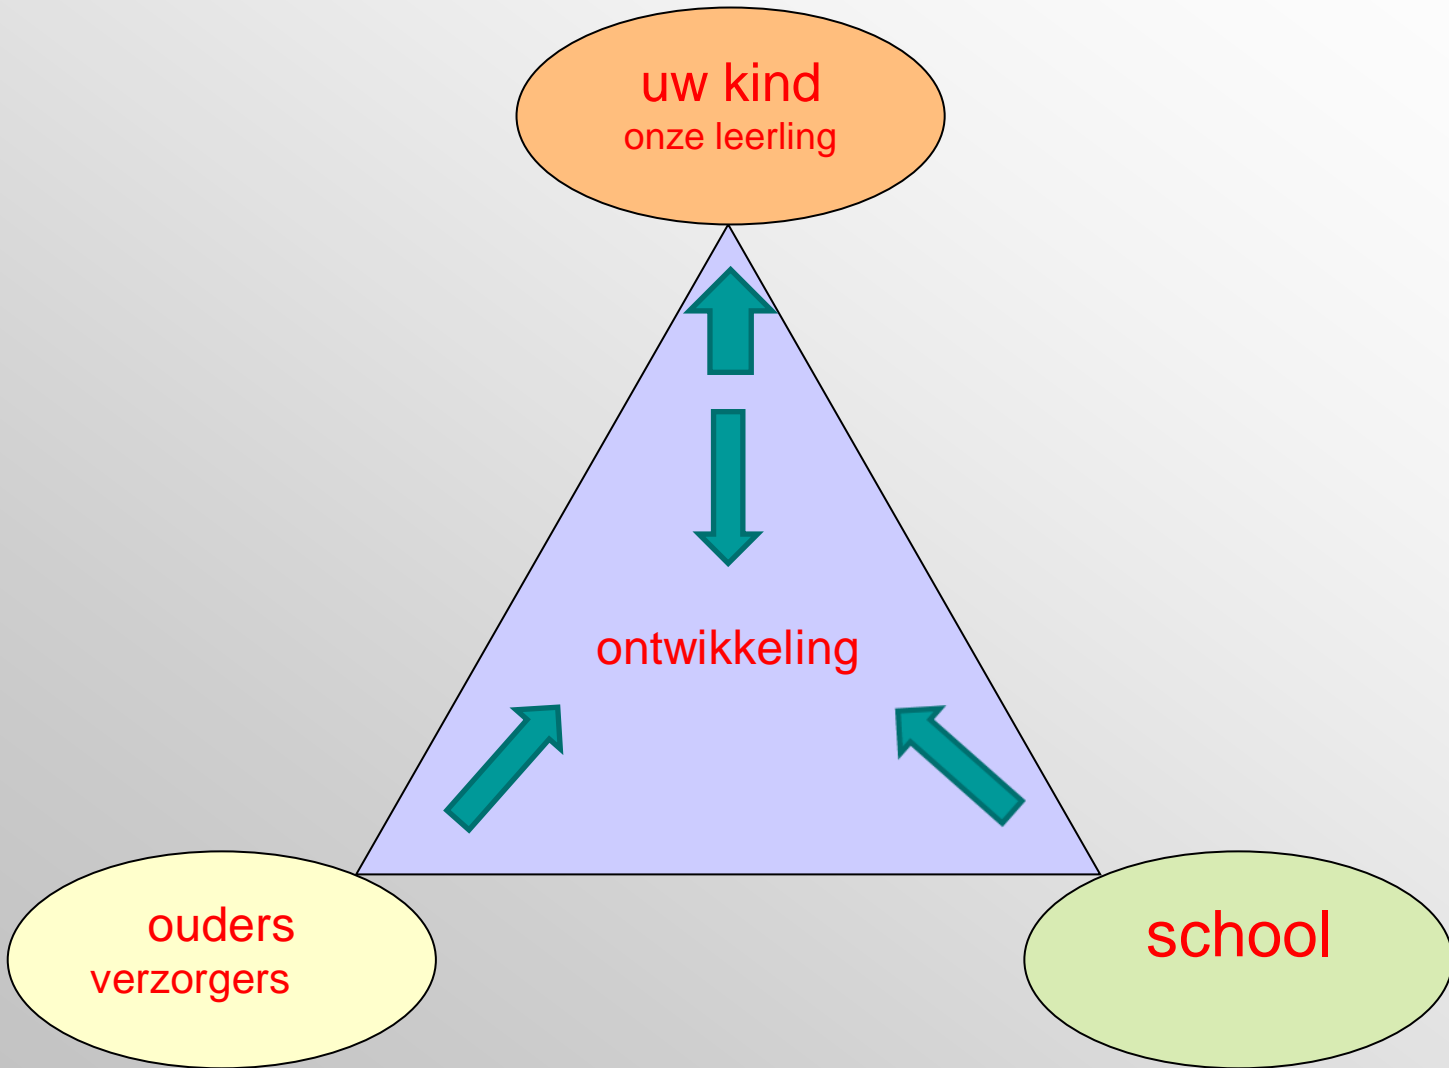 uw kind
onze leerling
ontwikkeling
ouders
verzorgers
school